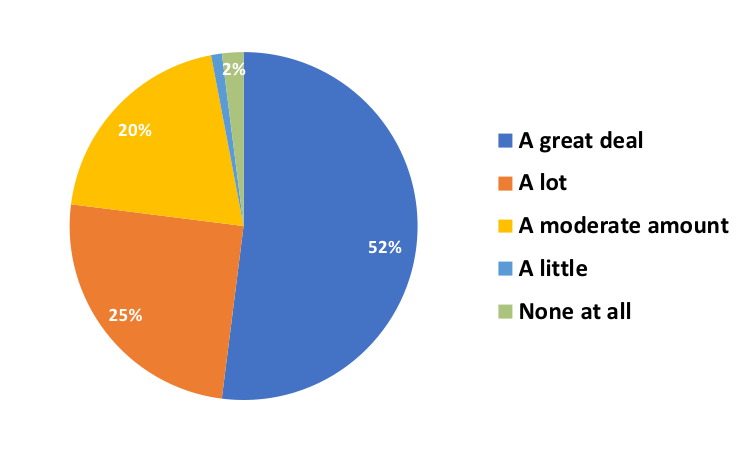 2%
20%
52%
25%
A great deal
A lot
A moderate amount
A little
None at all